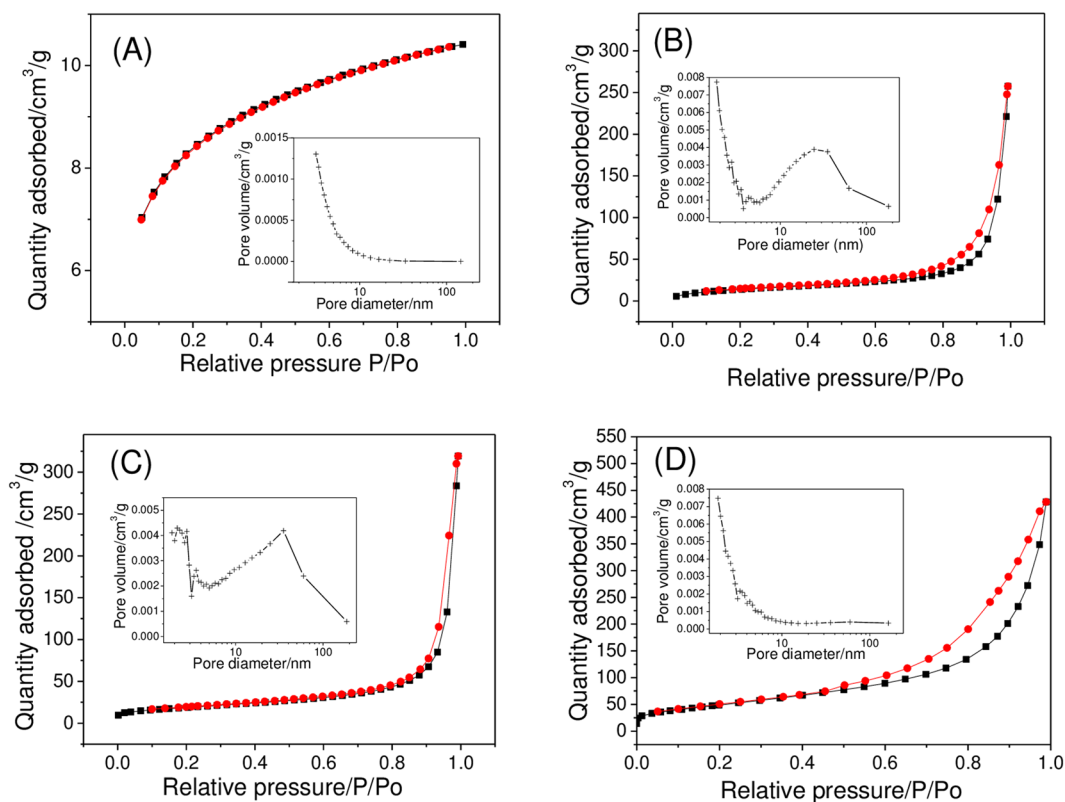 (A)
Quantity adsorbed/cm³/g
10
8
6
0.0 0.2 0.4 0.6 0.8 1.0
Relative pressure P/Po
Pore volume/cm³/g
0.0015
0.0010
0.0005
0.0000
10 100
Pore diameter/nm
(B)
Quantity adsorbed/cm³/g
300
250
200
150
100
50
0
0.0 0.2 0.4 0.6 0.8 1.0
Relative pressure/P/Po
Pore volume/cm³/g
0.008
0.007
0.006
0.005
0.004
0.003
0.002
0.001
0.000
10 100
Pore diameter (nm)
(C)
Quantity adsorbed /cm³/g
300
250
200
150
100
50
0
0.0 0.2 0.4 0.6 0.8 1.0
Relative pressure/P/Po
Pore volume/cm³/g
0.005
0.004
0.003
0.002
0.001
0.000
10 100
Pore diameter/nm
(D)
Quantity adsorbed/cm³/g
550
500
450
400
350
300
250
200
150
100
50
0
0.0 0.2 0.4 0.6 0.8 1.0
Relative pressure/P/Po
Pore volume/cm³/g
0.008
0.007
0.006
0.005
0.004
0.003
0.002
0.001
0.000
10 100
Pore diameter/nm